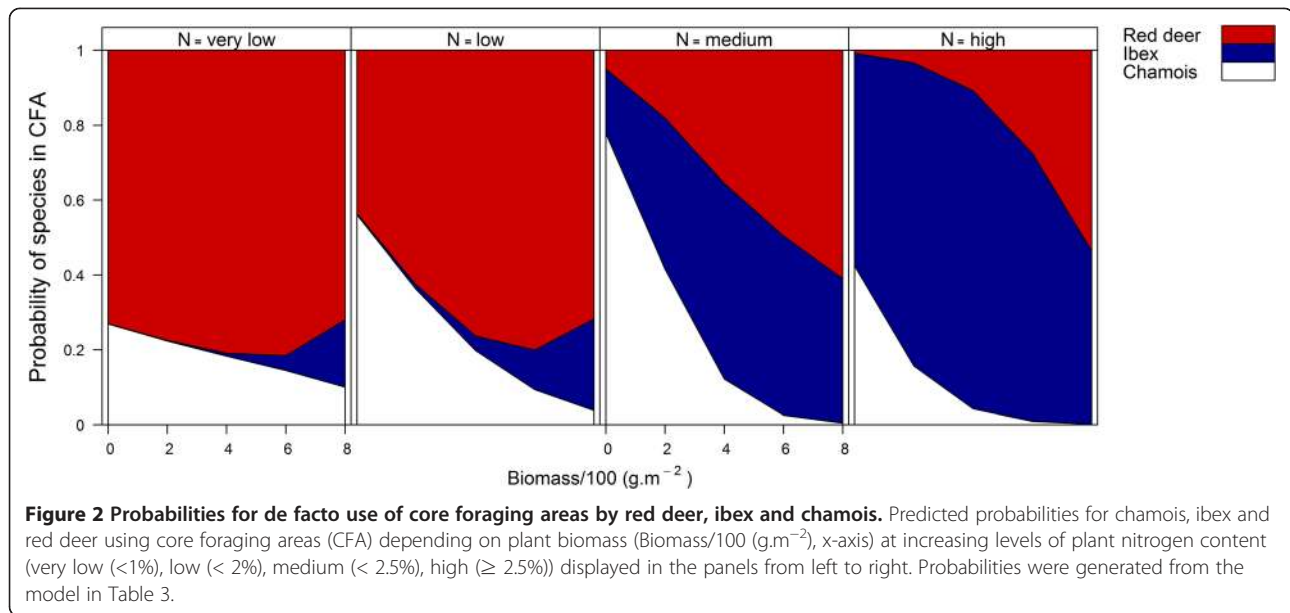 N = very low N = low N = medium N = high
Red deer
Ibex
Chamois
Probability of species in CFA
1
0.8
0.6
0.4
0.2
0
0 2 4 6 8 0 2 4 6 8
Biomass/100 (g.m⁻²)
Figure 2 Probabilities for de facto use of core foraging areas by red deer, ibex and chamois. Predicted probabilities for chamois, ibex and
red deer using core foraging areas (CFA) depending on plant biomass (Biomass/100 (g.m⁻²), x-axis) at increasing levels of plant nitrogen content
(very low (<1%), low (< 2%), medium (< 2.5%), high (≥ 2.5%)) displayed in the panels from left to right. Probabilities were generated from the
model in Table 3.